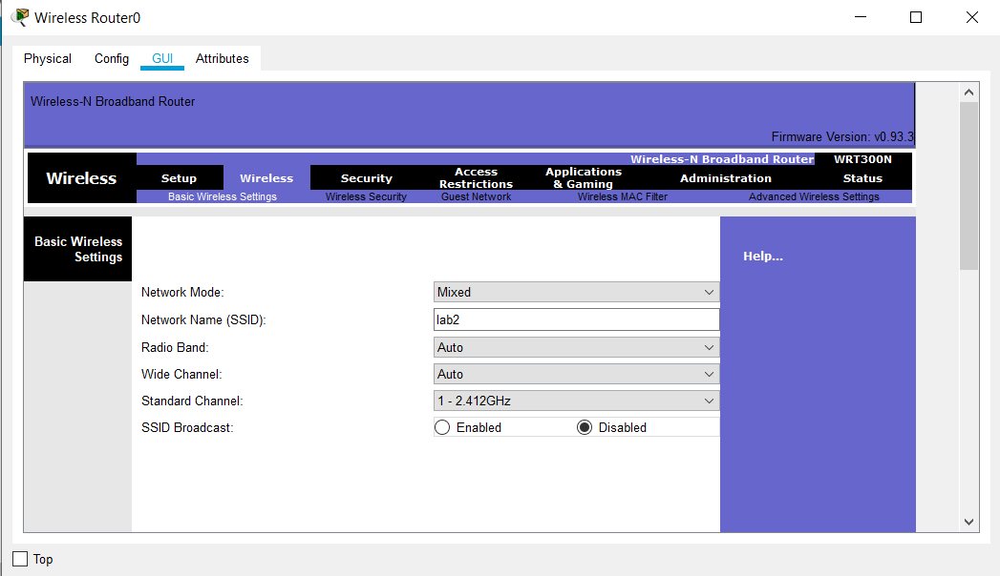 Wireless Router0
Physical Config GUI Attributes
Wireless-N Broadband Router
Firmware Version: v0.93.3
Wireless-N Broadband Router WRT300N
Wireless Setup Wireless Security Access Restrictions Applications & Gaming Administration Status
Basic Wireless Settings Wireless Security Guest Network Wireless MAC Filter Advanced Wireless Settings
Basic Wireless
Settings
Help...
Network Mode: Mixed
Network Name (SSID): lab2
Radio Band: Auto
Wide Channel: Auto
Standard Channel: 1 - 2.412GHz
SSID Broadcast: Enabled Disabled
Top